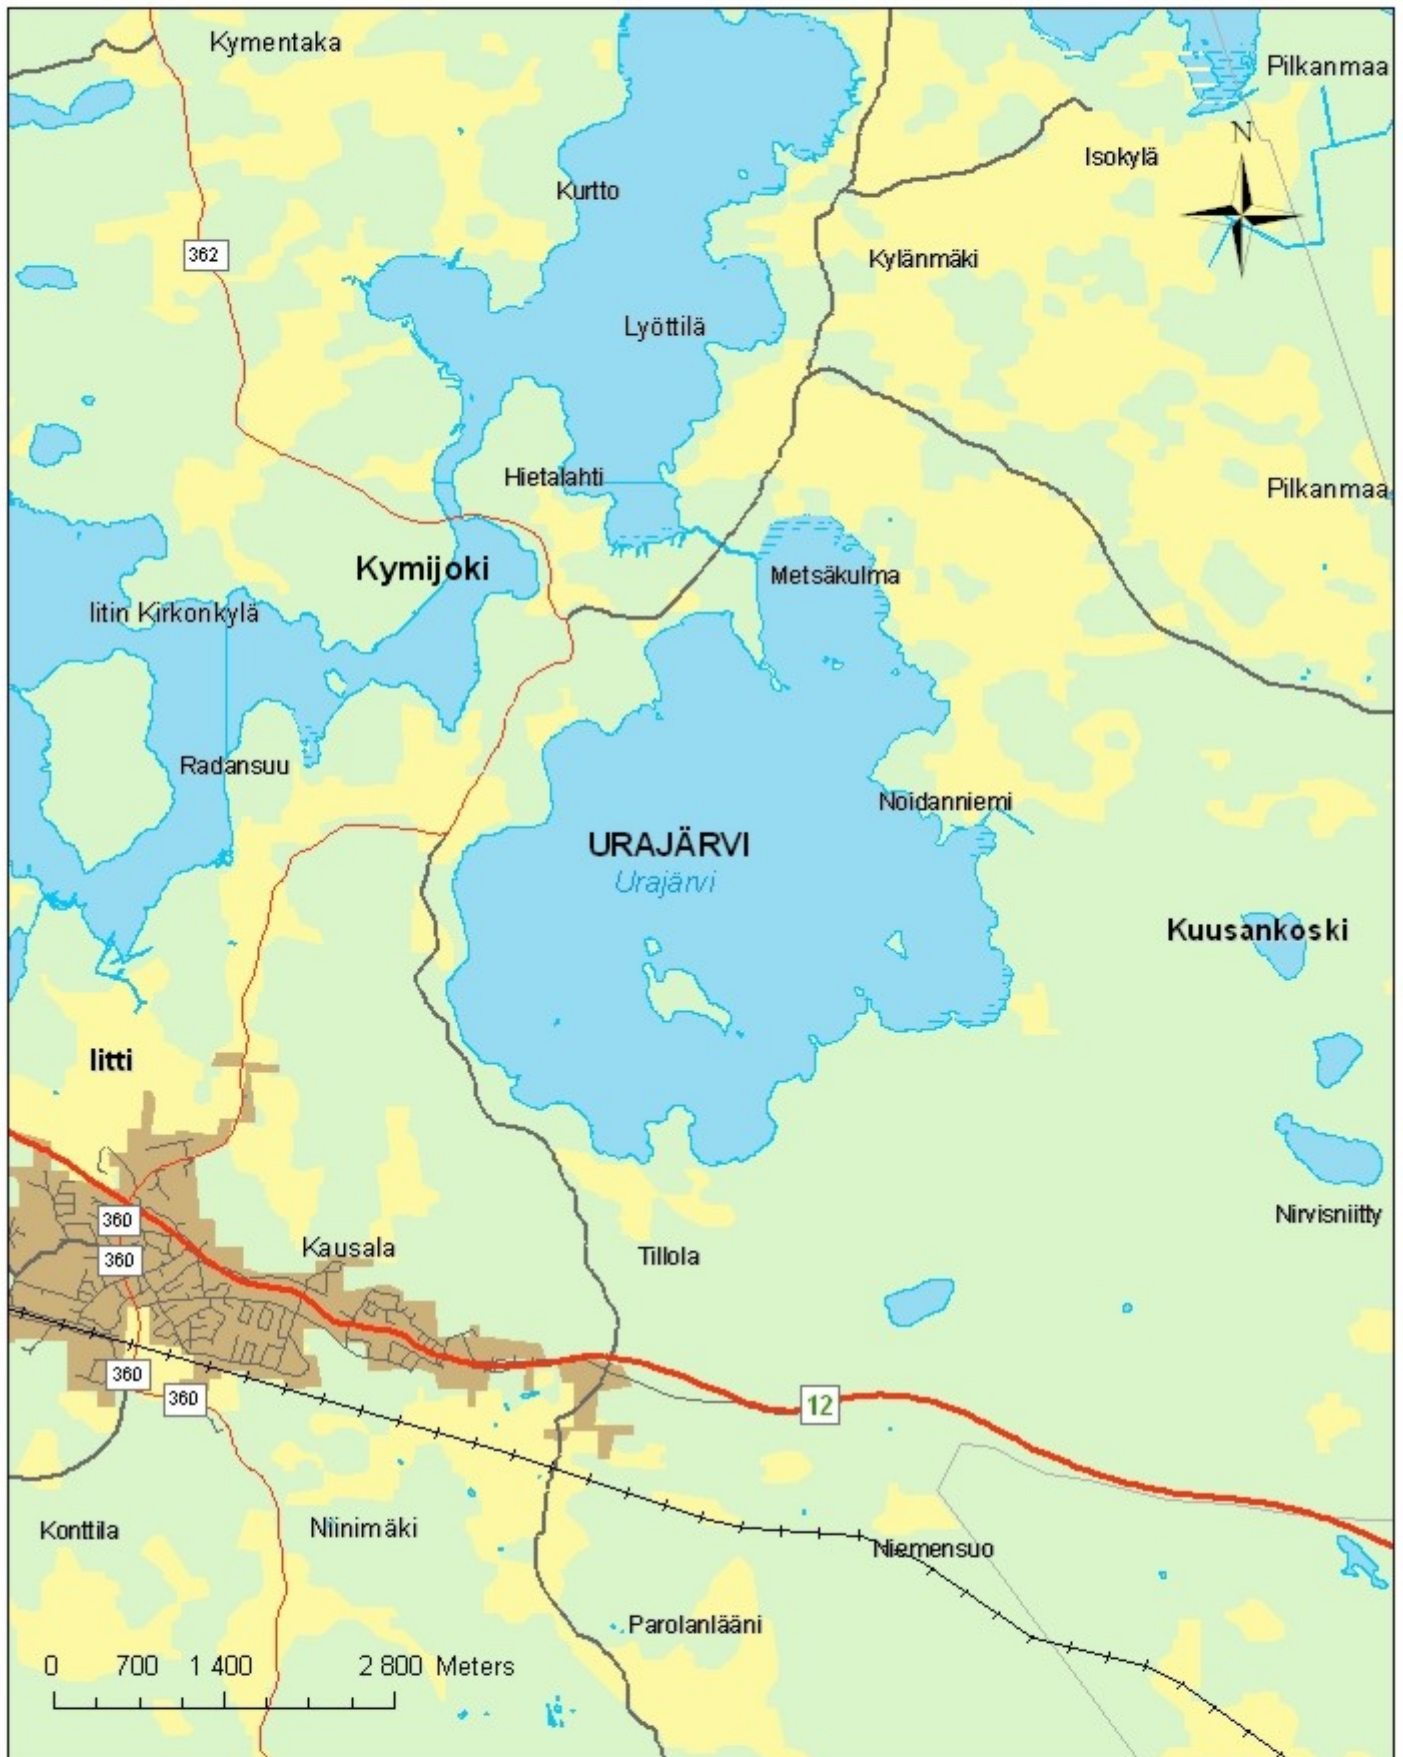 Kymentaka
Pilkanmaa
N
Isokylä
Kurtto
362
Kylänmäki
Lyöttilä
Hietalahti
Pilkanmaa
Kymijoki
Metsäkulma
Iitin Kirkonkylä
Radansuu
Noidanniemi
URAJÄRVI
Urajärvi
Kuusankoski
Iitti
360
Nirvisniitty
Kausala
Tillola
360
360
360
12
Konttila
Niinimäki
Niemensuo
Parolanlääni
0 700 1 400 2 800 Meters